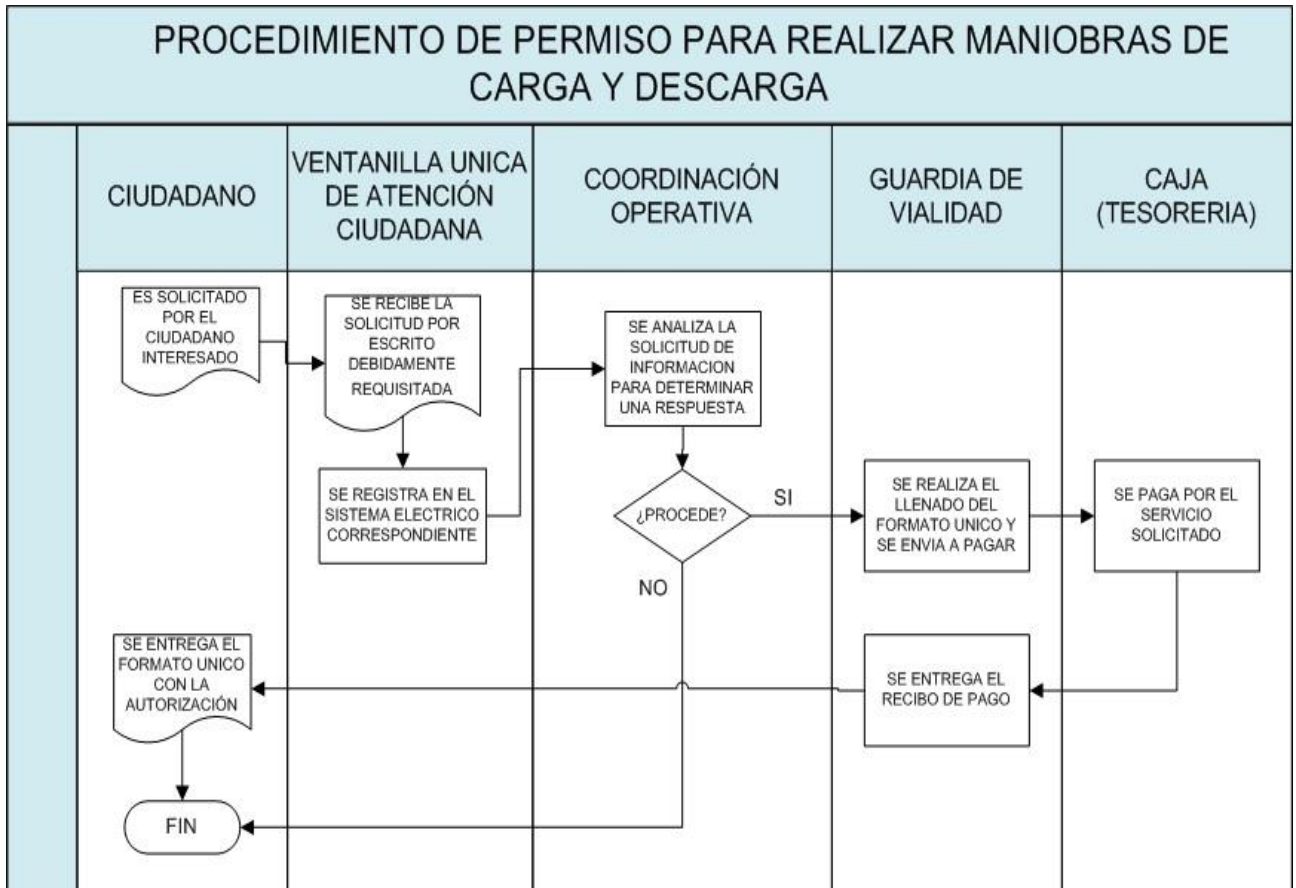 PROCEDIMIENTO DE PERMISO PARA REALIZAR MANIOBRAS DE
CARGA Y DESCARGA
CIUDADANO
VENTANILLA UNICA
DE ATENCIÓN
CIUDADANA
COORDINACIÓN
OPERATIVA
GUARDIA DE
VIALIDAD
CAJA
(TESORERIA)
ES SOLICITADO
POR EL
CIUDADANO
INTERESADO
SE RECIBE LA
SOLICITUD POR
ESCRITO
DEBIDAMENTE
REQUISITADA
SE REGISTRA EN EL
SISTEMA ELECTRICO
CORRESPONDIENTE
SE ANALIZA LA
SOLICITUD DE
INFORMACION
PARA DETERMINAR
UNA RESPUESTA
¿PROCEDE?
SI
NO
SE REALIZA EL
LLENADO DEL
FORMATO UNICO Y
SE ENVIA A PAGAR
SE PAGA POR EL
SERVICIO
SOLICITADO
SE ENTREGA EL
RECIBO DE PAGO
SE ENTREGA EL
FORMATO UNICO
CON LA
AUTORIZACIÓN
FIN